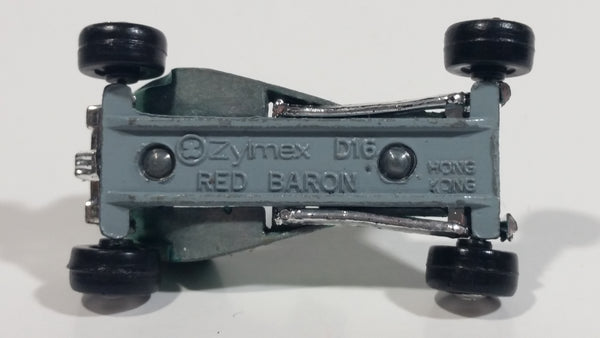 Zylmex D16
RED BARON
HONG
KONG